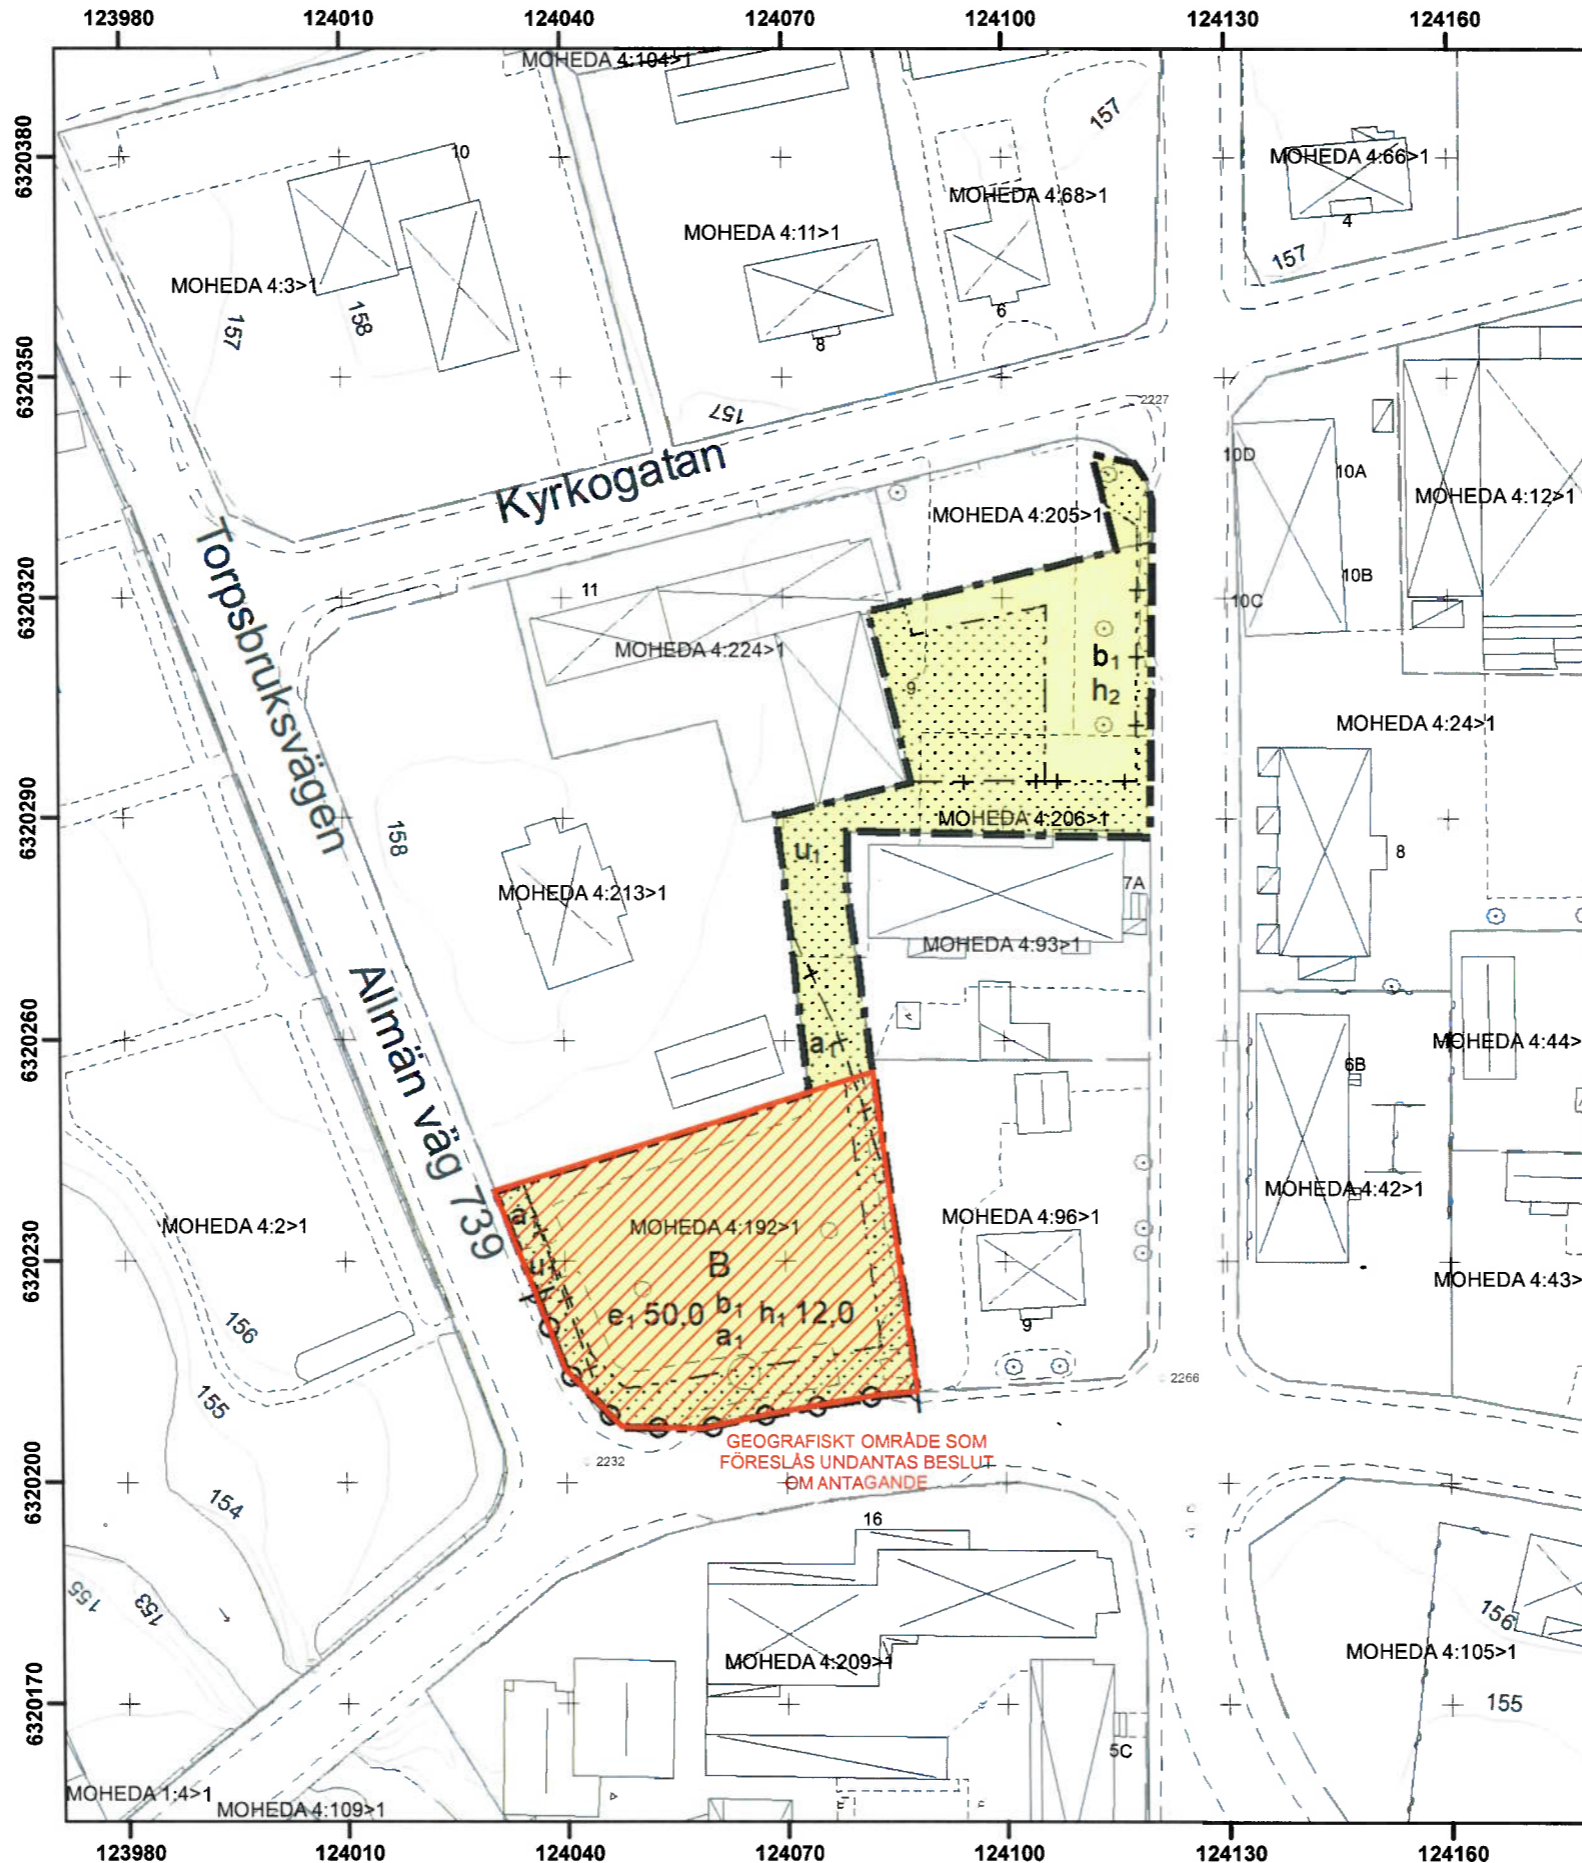 123980 124010 124040 124070 124100 124130 124160
MOHEDA 4:104>1
6320380
157
10
MOHEDA 4:66>1
4
MOHEDA 4:68>1
MOHEDA 4:11>1
157
MOHEDA 4:3>1
157
158
6
8
6320350
157
2227
Kyrkogatan
10D
10A
MOHEDA 4:12>1
MOHEDA 4:205>1
Torpsbruksvägen
6320320
11
10B
10C
MOHEDA 4:224>1
b1
h2
9
MOHEDA 4:24>1
6320290
MOHEDA 4:206>1
158
u1
8
7A
MOHEDA 4:213>1
MOHEDA 4:93>1
Allmän väg 739
6320260
a1
MOHEDA 4:44>
6B
MOHEDA 4:42>1
MOHEDA 4:2>1
MOHEDA 4:192>1
MOHEDA 4:96>1
6320230
B
MOHEDA 4:43>
e1 50,0 b1 h1 12,0
a1
156
9
155
2266
GEOGRAFISKT OMRÅDE SOM
FÖRESLÅS UNDANTAS BESLUT
OM ANTAGANDE
2232
6320200
154
16
155
153
156
MOHEDA 4:209>1
MOHEDA 4:105>1
6320170
155
5C
MOHEDA 1:4>1
MOHEDA 4:109>1
123980 124010 124040 124070 124100 124130 124160